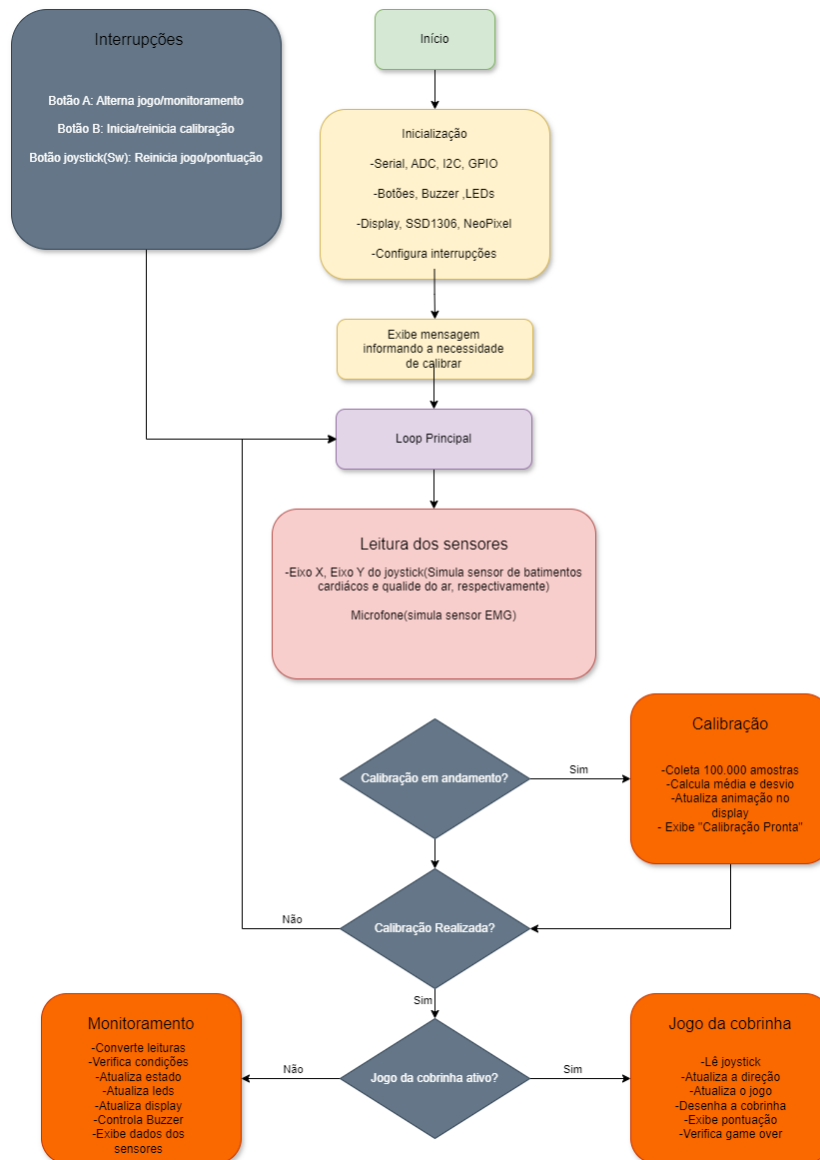 Interrupções
Botão A: Alterna jogo/monitoramento
Botão B: Inicia/reinicia calibração
Botão joystick(Sw): Reinicia jogo/pontuação
Início
Inicialização
-Serial, ADC, I2C, GPIO
-Botões, Buzzer ,LEDs
-Display, SSD1306, NeoPixel
-Configura interrupções
Exibe mensagem
informando a necessidade
de calibrar
Loop Principal
Leitura dos sensores
-Eixo X, Eixo Y do joystick(Simula sensor de batimentos
cardiácos e qualide do ar, respectivamente)
Microfone(simula sensor EMG)
Calibração em andamento?
Sim
Calibração
-Coleta 100.000 amostras
-Calcula média e desvio
-Atualiza animação no
display
- Exibe "Calibração Pronta"
Calibração Realizada?
Não
Sim
Jogo da cobrinha ativo?
Não
Sim
Monitoramento
-Converte leituras
-Verifica condições
-Atualiza estado
-Atualiza leds
-Atualiza display
-Controla Buzzer
-Exibe dados dos
sensores
Jogo da cobrinha
-Lê joystick
-Atualiza a direção
-Atualiza o jogo
-Desenha a cobrinha
-Exibe pontuação
-Verifica game over